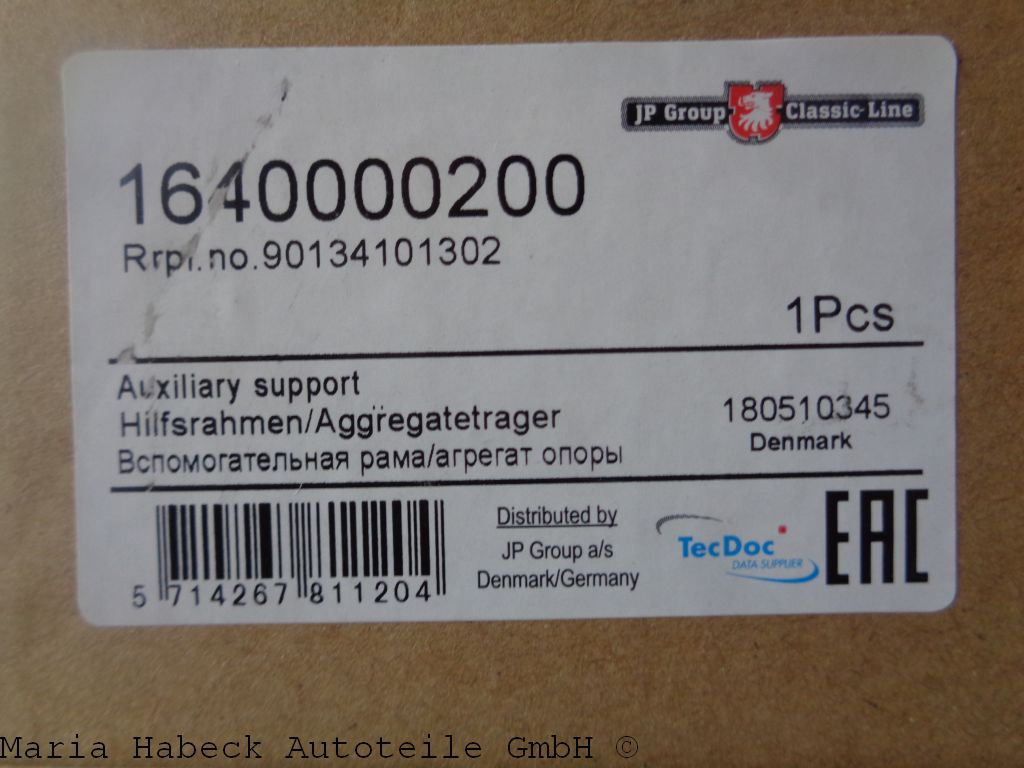 JP Group Classic-Line
1640000200
Rrpl.no.90134101302
1Pcs
Auxiliary support
Hilfsrahmen/Aggregatetrager
Вспомогательная рама/агрегат опоры
180510345
Denmark
5 714267 811204
Distributed by
JP Group a/s
Denmark/Germany
TecDoc
DATA SUPPLIER
EAC
Maria Habeck Autoteile GmbH ©